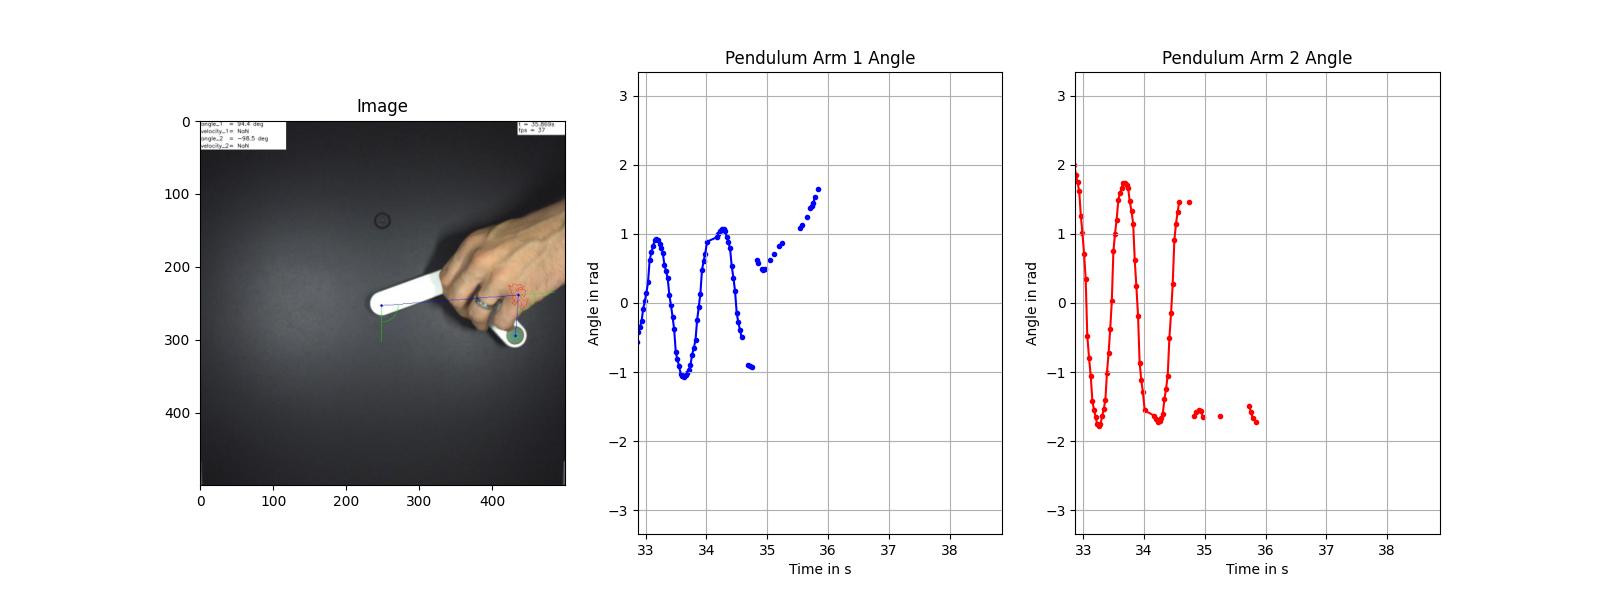 Image
Pendulum Arm 1 Angle
Pendulum Arm 2 Angle
angle_1 = 94.4 deg
velocity_1= NaN
angle_2 = −98.5 deg
velocity_2= NaN
t = 35.869s
fps = 37
0
100
200
300
400
0 100 200 300 400
Angle in rad
3
2
1
0
−1
−2
−3
33 34 35 36 37 38
Time in s
Angle in rad
3
2
1
0
−1
−2
−3
33 34 35 36 37 38
Time in s